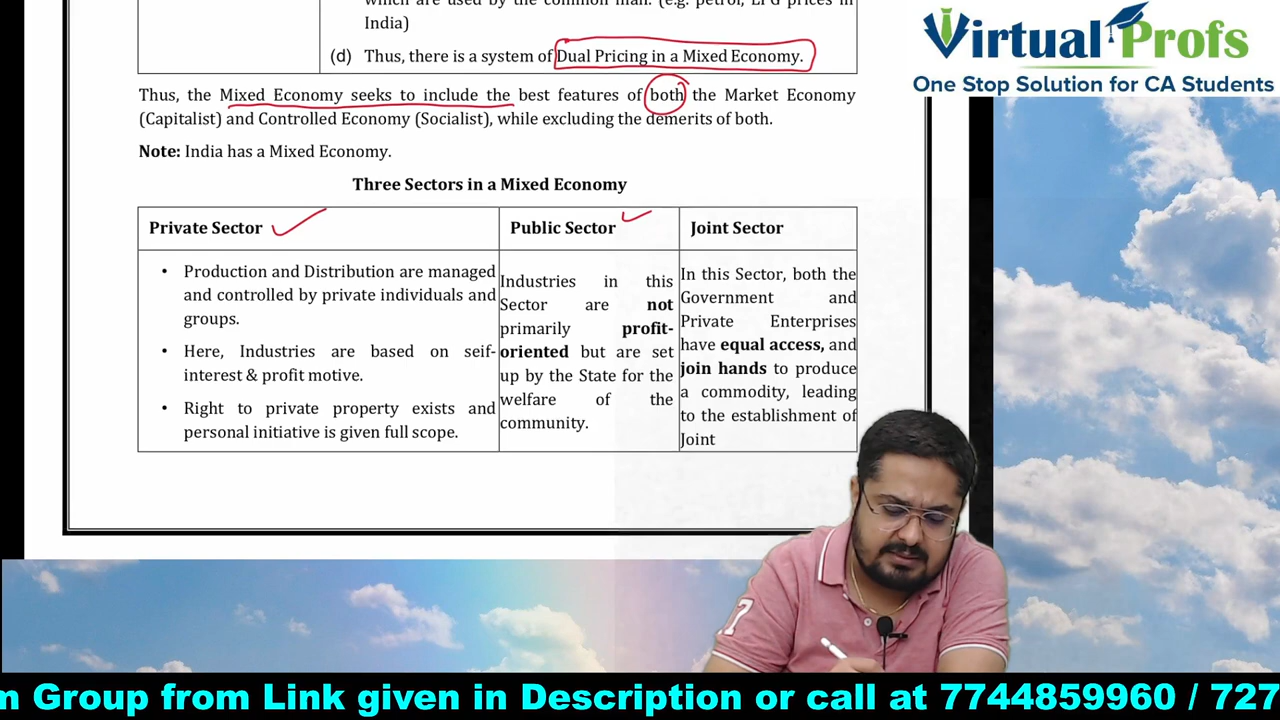 which are used by the common man. (e.g. petrol, LPG prices in
India)
(d) Thus, there is a system of Dual Pricing in a Mixed Economy.
Thus, the Mixed Economy seeks to include the best features of both the Market Economy
(Capitalist) and Controlled Economy (Socialist), while excluding the demerits of both.
Note: India has a Mixed Economy.
Three Sectors in a Mixed Economy
Private Sector
• Production and Distribution are managed
and controlled by private individuals and
groups.
• Here, Industries are based on seif-
interest & profit motive.
• Right to private property exists and
personal initiative is given full scope.
Public Sector
Industries in this
Sector are not
primarily profit-
oriented but are set
up by the State for the
welfare of the
community.
Joint Sector
In this Sector, both the
Government and
Private Enterprises
have equal access, and
join hands to produce
a commodity, leading
to the establishment of
Joint
Virtual Profs
One Stop Solution for CA Students
7
m Group from Link given in Description or call at 7744859960 / 727